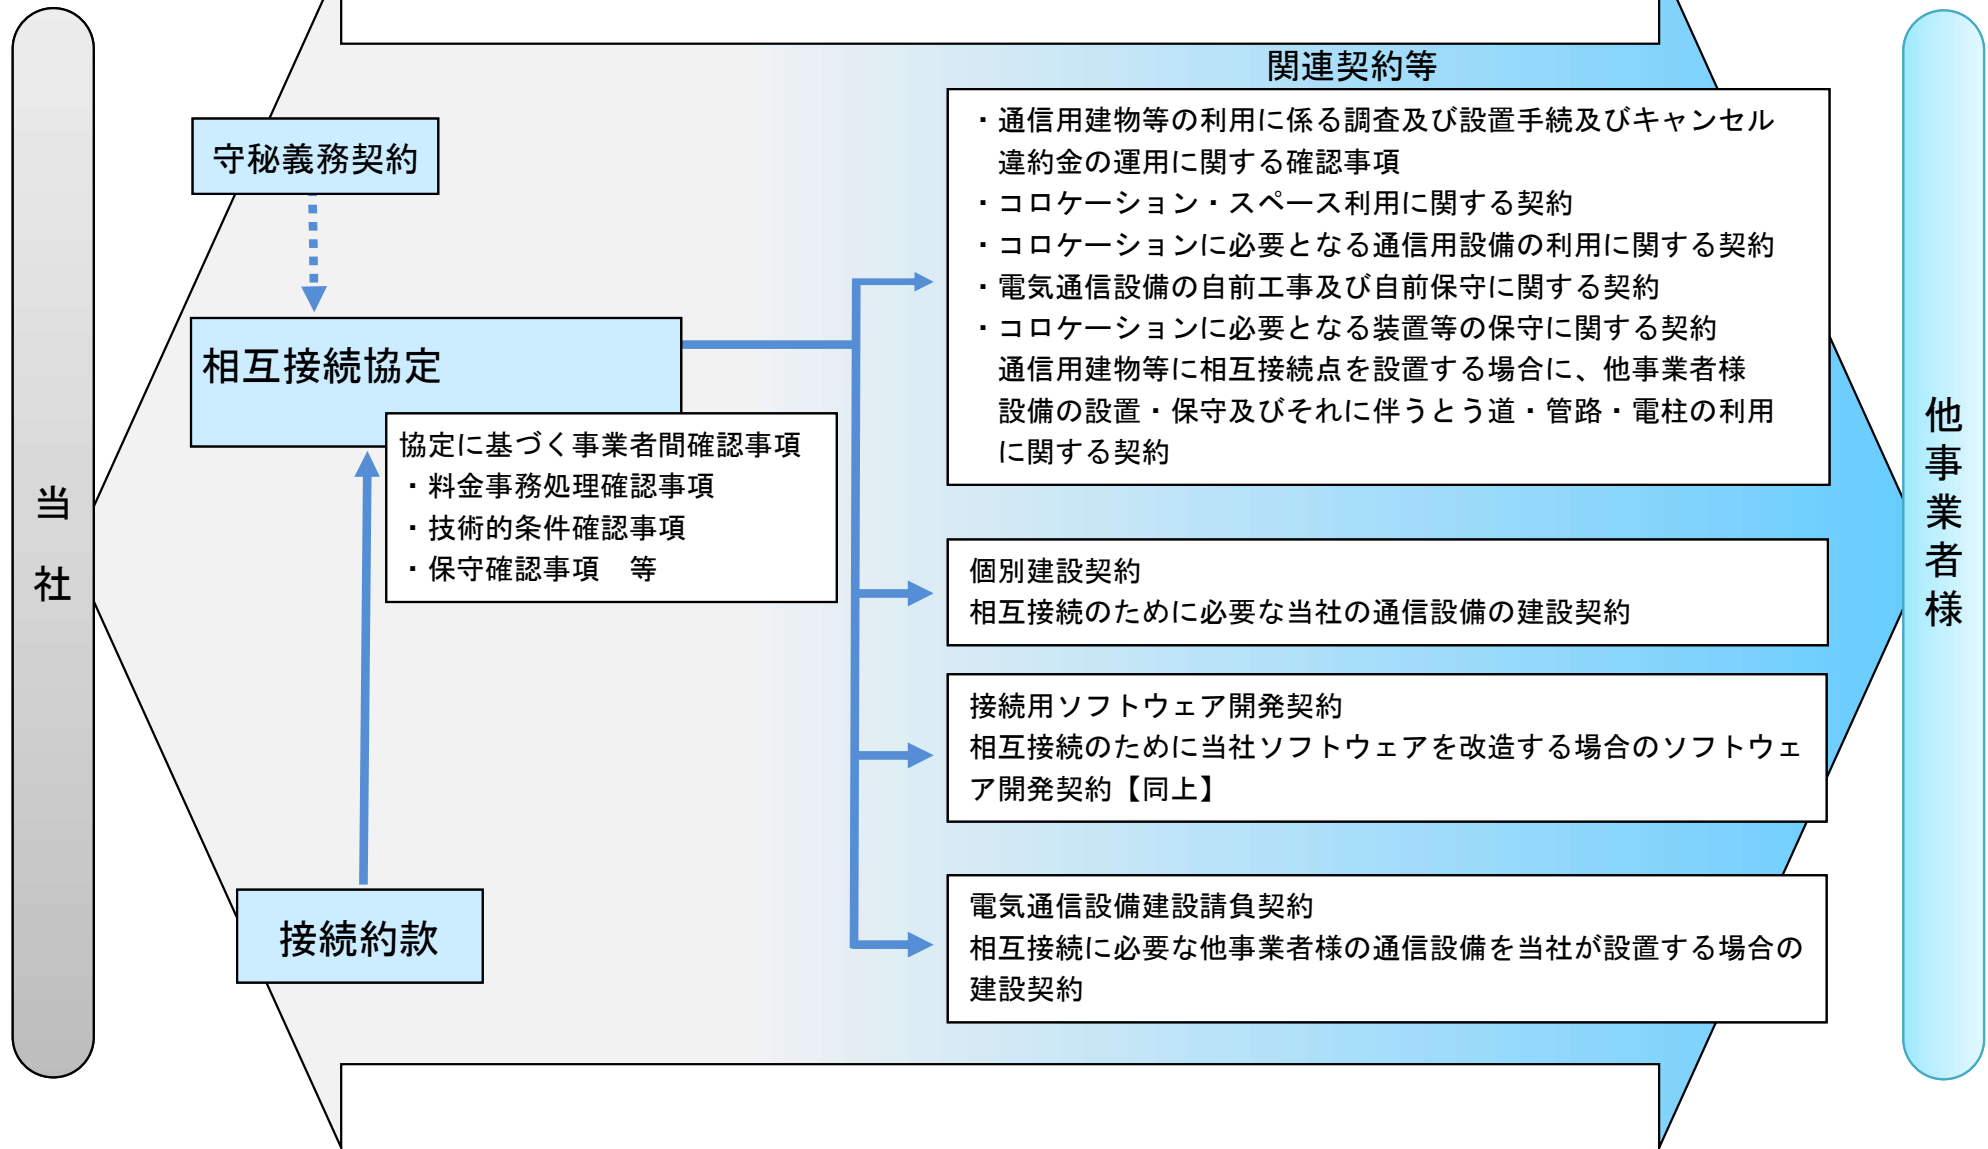 当社
守秘義務契約
相互接続協定
協定に基づく事業者間確認事項
・料金事務処理確認事項
・技術的条件確認事項
・保守確認事項　等
接続約款
関連契約等
・通信用建物等の利用に係る調査及び設置手続及びキャンセル
違約金の運用に関する確認事項
・コロケーション・スペース利用に関する契約
・コロケーションに必要となる通信用設備の利用に関する契約
・電気通信設備の自前工事及び自前保守に関する契約
・コロケーションに必要となる装置等の保守に関する契約
通信用建物等に相互接続点を設置する場合に、他事業者様
設備の設置・保守及びそれに伴うとう道・管路・電柱の利用
に関する契約
個別建設契約
相互接続のために必要な当社の通信設備の建設契約
接続用ソフトウェア開発契約
相互接続のために当社ソフトウェアを改造する場合のソフトウェ
ア開発契約【同上】
電気通信設備建設請負契約
相互接続に必要な他事業者様の通信設備を当社が設置する場合の
建設契約
他事業者様